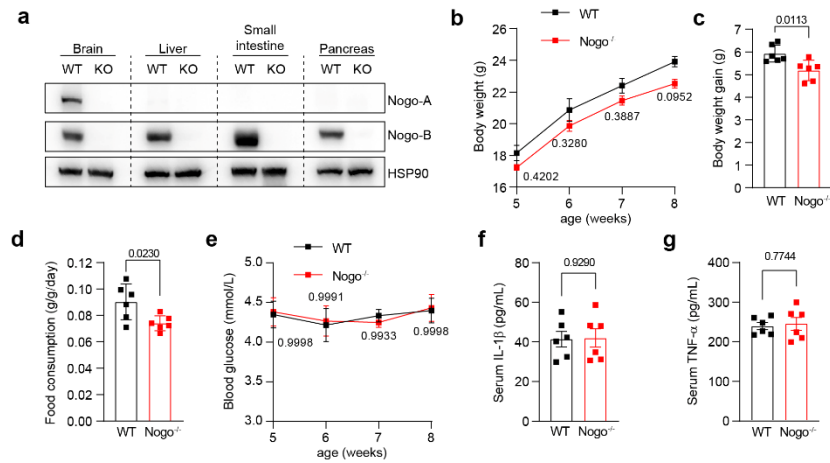 a
Small
Brain Liver intestine Pancreas
WT KO WT KO WT KO WT KO
Nogo-A
Nogo-B
HSP90
b
WT
Nogo⁻/⁻
Body weight (g)
26
24
22
20
18
16
0.4202
0.3280
0.3887
0.0952
5 6 7 8
age (weeks)
c
0.0113
Body weight gain (g)
7
6
5
4
3
2
1
0
WT Nogo⁻/⁻
d
0.0230
Food consumption (g/g/day)
0.12
0.10
0.08
0.06
0.04
0.02
0.00
WT Nogo⁻/⁻
e
WT
Nogo⁻/⁻
Blood glucose (mmol/L)
5.0
4.5
4.0
3.5
3.0
0.9998
0.9991
0.9933
0.9998
5 6 7 8
age (weeks)
f
0.9290
Serum IL-1β (pg/mL)
80
60
40
20
0
WT Nogo⁻/⁻
g
0.7744
Serum TNF-α (pg/mL)
400
300
200
100
0
WT Nogo⁻/⁻